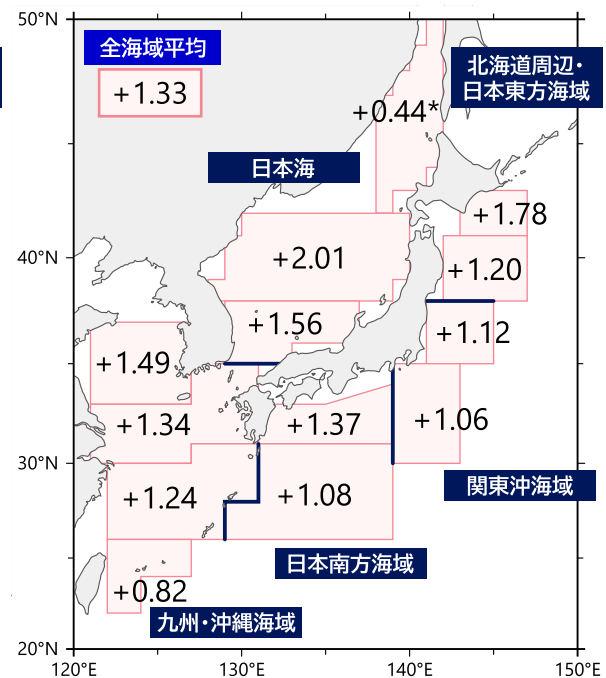 50°N
全海域平均
+1.33
北海道周辺・
日本東方海域
+0.44*
日本海
+1.78
40°N
+2.01
+1.20
+1.56
+1.12
+1.49
+1.34
+1.37
+1.06
30°N
関東沖海域
+1.24
+1.08
日本南方海域
+0.82
九州・沖縄海域
20°N
120°E
130°E
140°E
150°E